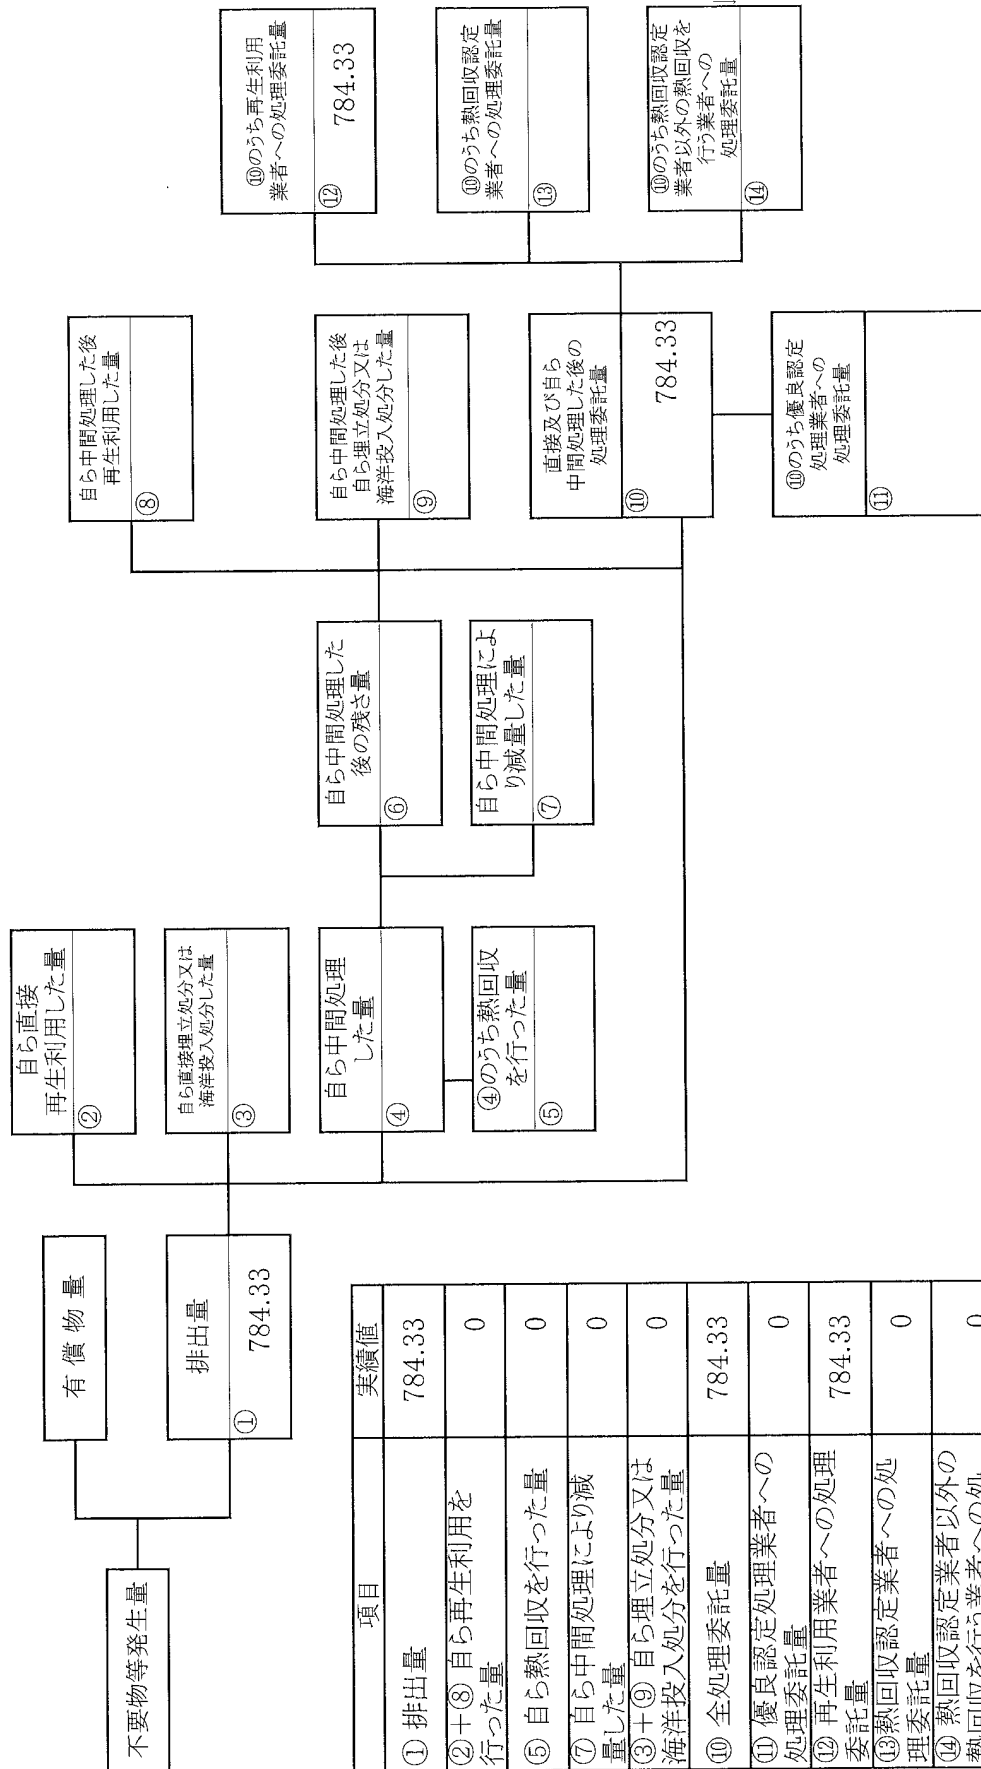 不要物等発生量
有償物量
排出量
①
784.33
自ら直接
再生利用した量
②
自ら直接埋立処分又は
海洋投入処分した量
③
自ら中間処理
した量
④
④のうち熱回収
を行った量
⑤
自ら中間処理した
後の残さ量
⑥
自ら中間処理によ
り減量した量
⑦
自ら中間処理した後
再生利用した量
⑧
自ら中間処理した後
自ら埋立処分又は
海洋投入処分した量
⑨
直接及び自ら
中間処理した後の
処理委託量
⑩
784.33
⑩のうち優良認定
処理業者への
処理委託量
⑪
⑩のうち再生利用
業者への処理委託量
⑫
784.33
⑩のうち熱回収認定
業者への処理委託量
⑬
⑩のうち熱回収認定
業者以外の熱回収を
行う業者への
処理委託量
⑭
項目 実績値
①排出量 784.33
②+⑧ 自ら再生利用を
行った量 0
⑤ 自ら熱回収を行った量 0
⑦ 自ら中間処理により減
量した量 0
③+⑨ 自ら埋立処分又は
海洋投入処分を行った量 0
⑩ 全処理委託量 784.33
⑪ 優良認定処理業者への
処理委託量 0
⑫ 再生利用業者への処理
委託量 784.33
⑬熱回収認定業者への処
理委託量 0
⑭ 熱回収認定業者以外の
熱回収を行う業者への処 0